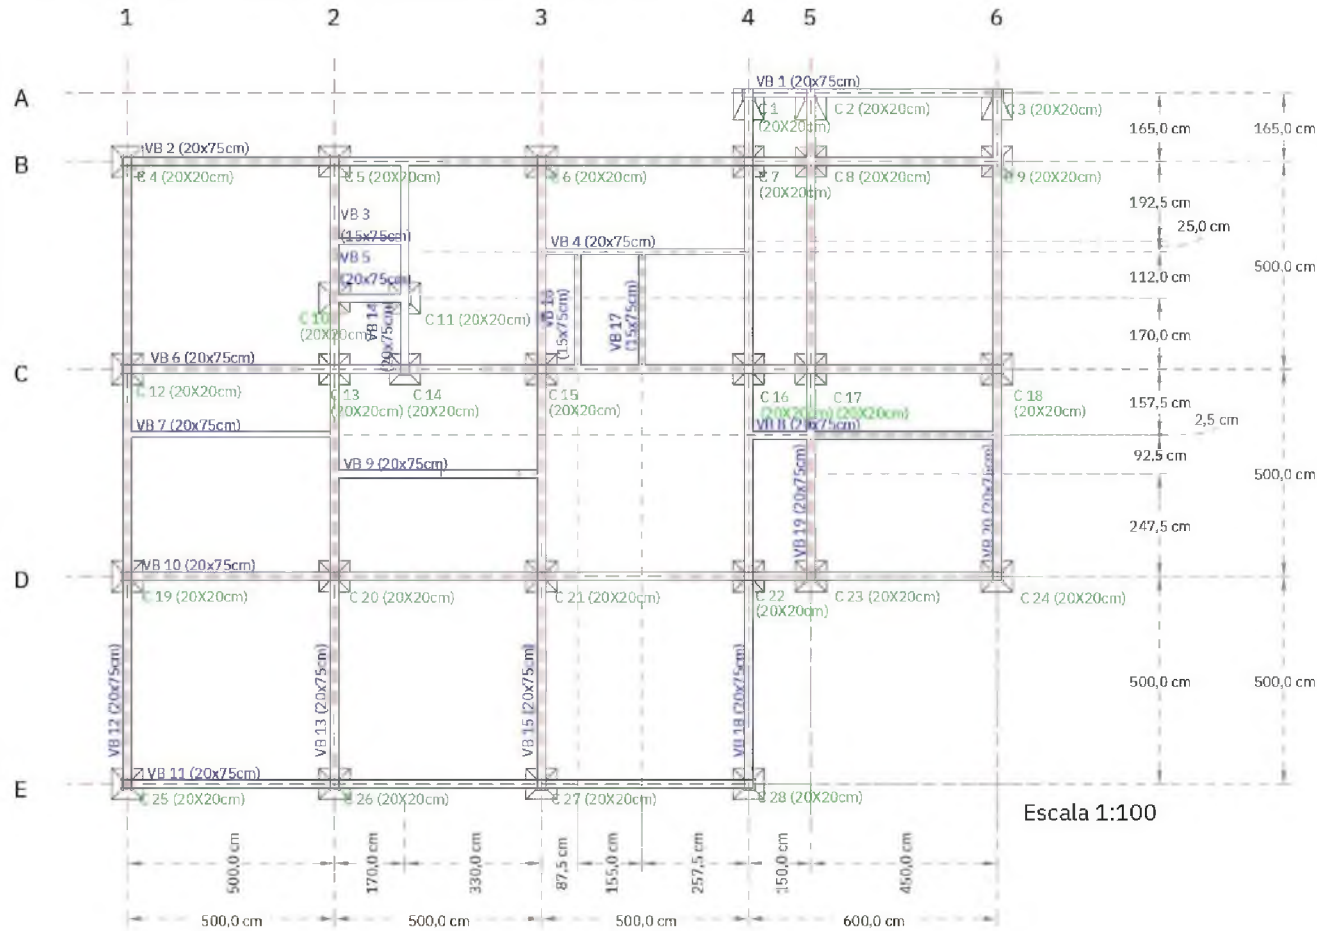 1 2 3 4 5 6
A
VB 1 (20x75cm)
C 1
(20X20cm)
C 2 (20X20cm)
C 3 (20X20cm)
165,0 cm
165,0 cm
B
VB 2 (20x75cm)
C 4 (20X20cm)
C 5 (20X20cm)
C 6 (20X20cm)
C 7
(20X20cm)
C 8 (20X20cm)
C 9 (20X20cm)
192,5 cm
25,0 cm
VB 3
(15x75cm)
VB 4 (20x75cm)
VB 5
(20x75cm)
112,0 cm
500,0 cm
C 10
(20X20cm)
C 11 (20X20cm)
VB 14
(20x75cm)
VB 16
(15x75cm)
VB 17
(15x75cm)
170,0 cm
C
VB 6 (20x75cm)
C 12 (20X20cm)
C 13
(20X20cm)
C 14
(20X20cm)
C 15
(20X20cm)
C 16
(20X20cm)
C 17
(20X20cm)
C 18
(20X20cm)
157,5 cm
2,5 cm
VB 7 (20x75cm)
VB 8 (20x75cm)
92,5 cm
VB 9 (20x75cm)
500,0 cm
VB 19 (20x75cm)
VB 20 (20x75cm)
247,5 cm
D
VB 10 (20x75cm)
C 19 (20X20cm)
C 20 (20X20cm)
C 21 (20X20cm)
C 22
(20X20cm)
C 23 (20X20cm)
C 24 (20X20cm)
VB 12 (20x75cm)
VB 13 (20x75cm)
VB 15 (20x75cm)
VB 18 (20x75cm)
500,0 cm
500,0 cm
E
VB 11 (20x75cm)
C 25 (20X20cm)
C 26 (20X20cm)
C 27 (20X20cm)
C 28 (20X20cm)
Escala 1:100
500,0 cm
170,0 cm
330,0 cm
87,5 cm
155,0 cm
257,5 cm
150,0 cm
450,0 cm
500,0 cm
500,0 cm
500,0 cm
600,0 cm